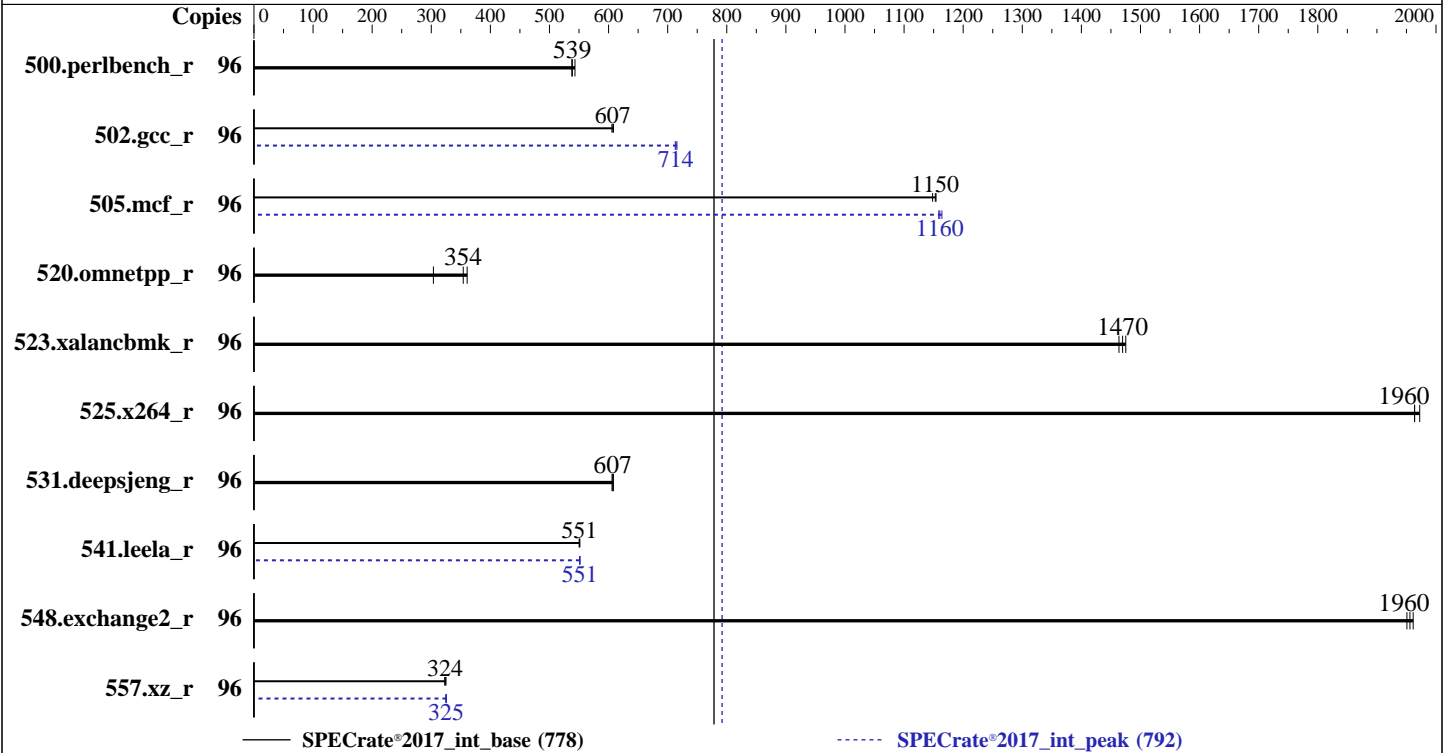 Copies 0 100 200 300 400 500 600 700 800 900 1000 1100 1200 1300 1400 1500 1600 1700 1800 2000
539
500.perlbench_r 96
607
502.gcc_r 96
714
1150
505.mcf_r 96
1160
354
520.omnetpp_r 96
1470
523.xalancbmk_r 96
1960
525.x264_r 96
607
531.deepsjeng_r 96
551
541.leela_r 96
551
1960
548.exchange2_r 96
324
557.xz_r 96
325
SPECrate®2017_int_base (778) SPECrate®2017_int_peak (792)